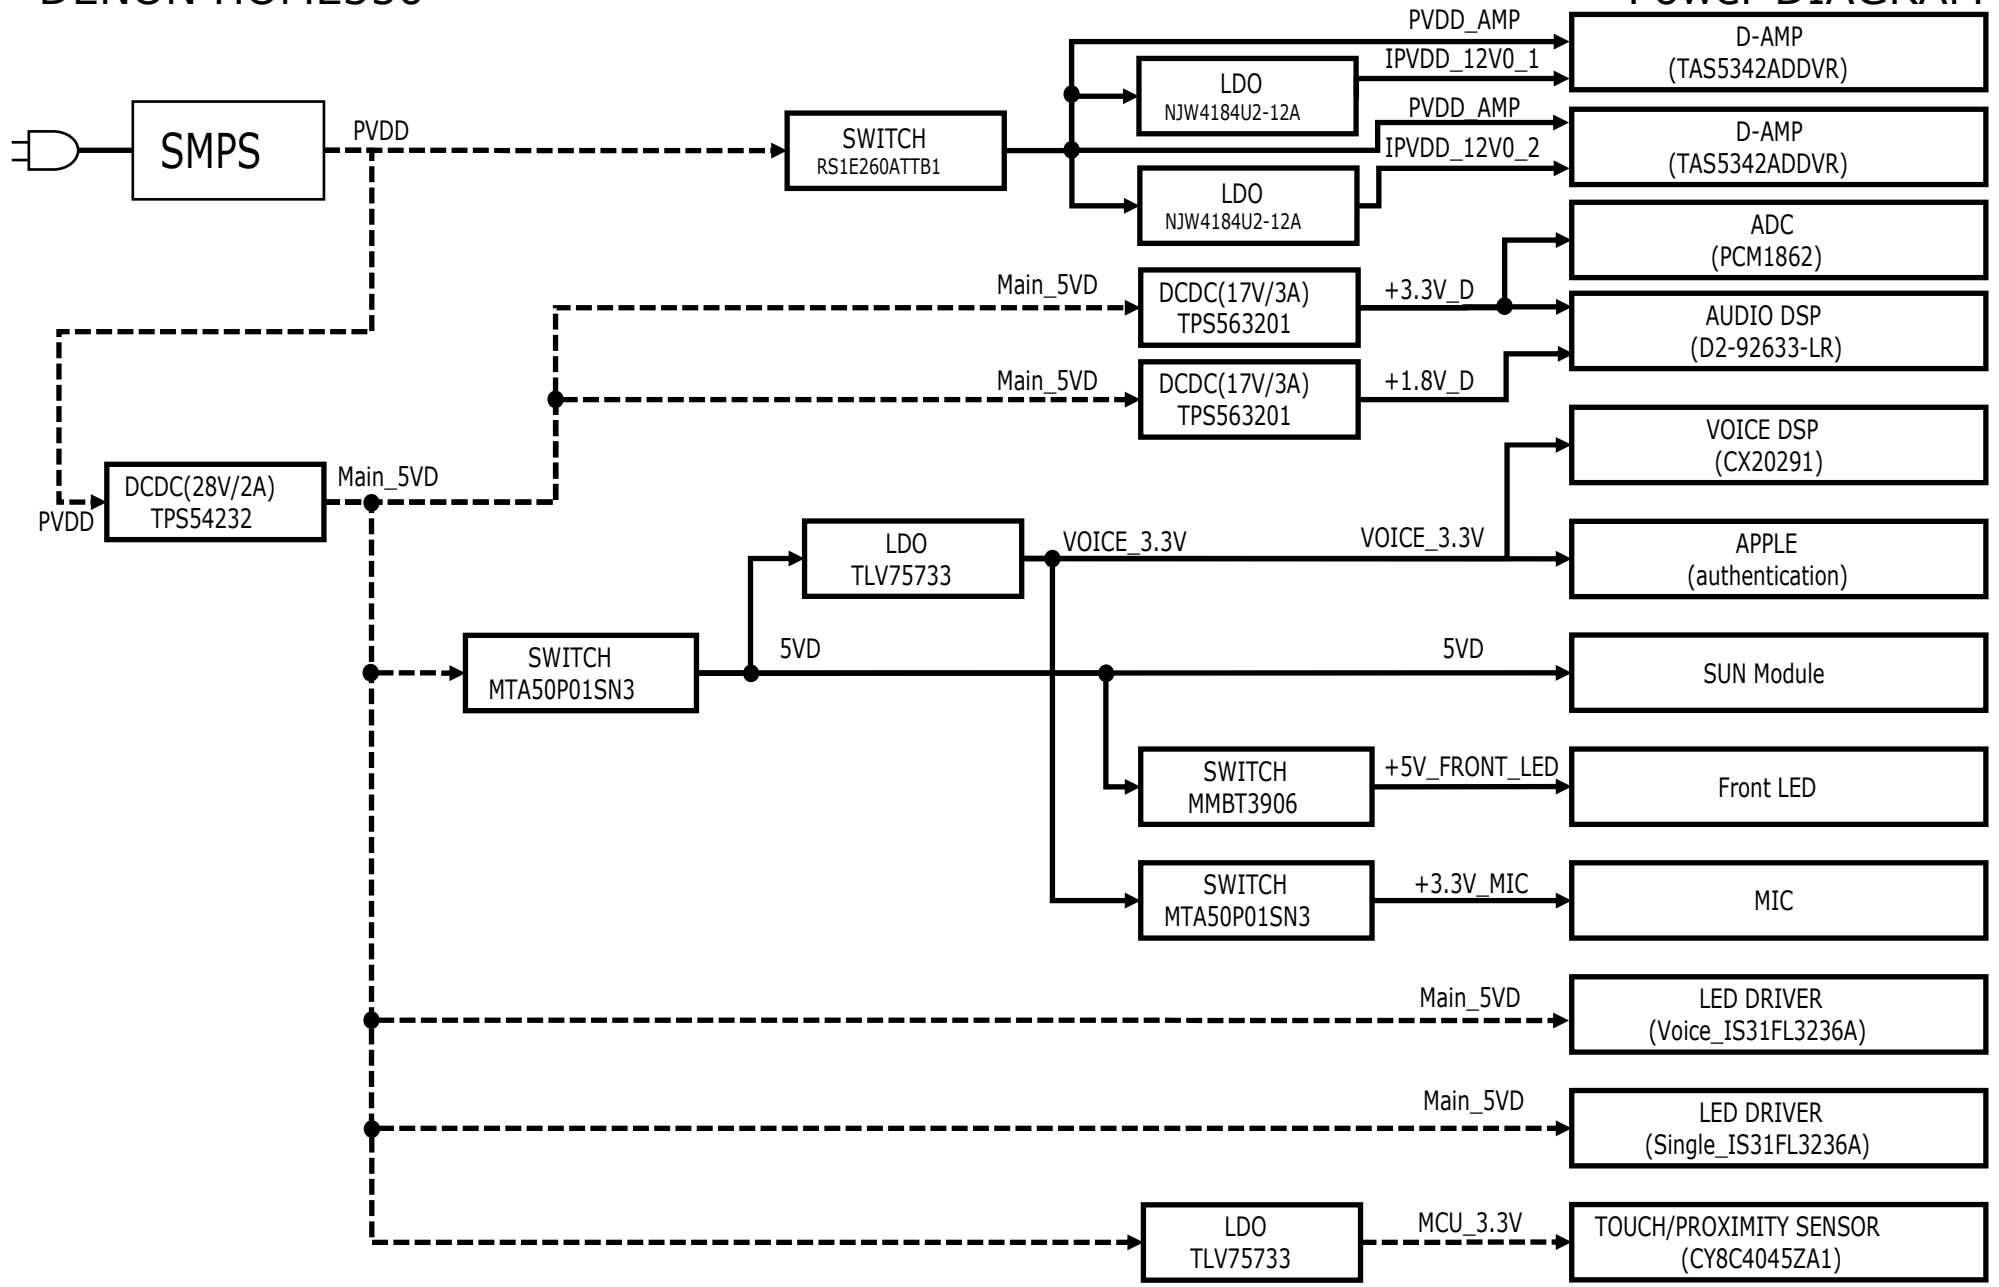 DENON HOME350
Power DIAGRAM
PVDD_AMP
D-AMP
(TAS5342ADDVR)
IPVDD_12V0_1
LDO
NJW4184U2-12A
PVDD_AMP
D-AMP
(TAS5342ADDVR)
IPVDD_12V0_2
SMPS
PVDD
SWITCH
RS1E260ATTB1
LDO
NJW4184U2-12A
ADC
(PCM1862)
Main_5VD
DCDC(17V/3A)
TPS563201
+3.3V_D
AUDIO DSP
(D2-92633-LR)
Main_5VD
DCDC(17V/3A)
TPS563201
+1.8V_D
VOICE DSP
(CX20291)
PVDD
DCDC(28V/2A)
TPS54232
Main_5VD
LDO
TLV75733
VOICE_3.3V
VOICE_3.3V
APPLE
(authentication)
SWITCH
MTA50P01SN3
5VD
5VD
SUN Module
SWITCH
MMBT3906
+5V_FRONT_LED
Front LED
SWITCH
MTA50P01SN3
+3.3V_MIC
MIC
Main_5VD
LED DRIVER
(Voice_IS31FL3236A)
Main_5VD
LED DRIVER
(Single_IS31FL3236A)
LDO
TLV75733
MCU_3.3V
TOUCH/PROXIMITY SENSOR
(CY8C4045ZA1)